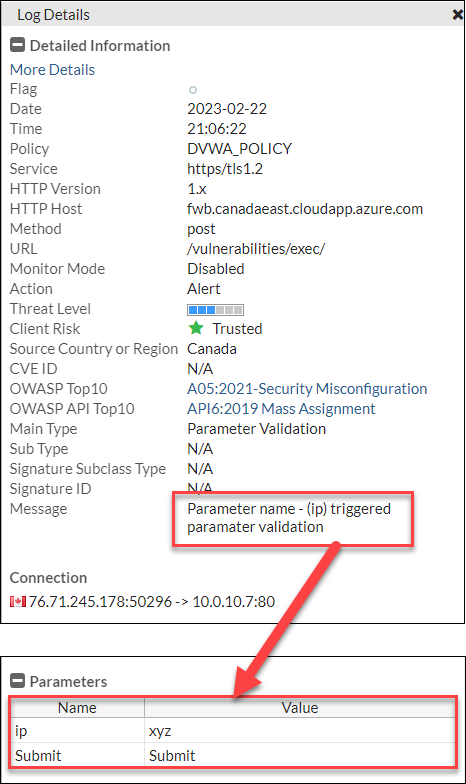 Log Details
Detailed Information
More Details
Flag
Date 2023-02-22
Time 21:06:22
Policy DVWA_POLICY
Service https/tls1.2
HTTP Version 1.x
HTTP Host fwb.canadaeast.cloudapp.azure.com
Method post
URL /vulnerabilities/exec/
Monitor Mode Disabled
Action Alert
Threat Level
Client Risk Trusted
Source Country or Region Canada
CVE ID N/A
OWASP Top10 A05:2021-Security Misconfiguration
OWASP API Top10 API6:2019 Mass Assignment
Main Type Parameter Validation
Sub Type N/A
Signature Subclass Type N/A
Signature ID N/A
Message Parameter name - (ip) triggered
paramater validation
Connection
76.71.245.178:50296 -> 10.0.10.7:80
Parameters
Name Value
ip xyz
Submit Submit